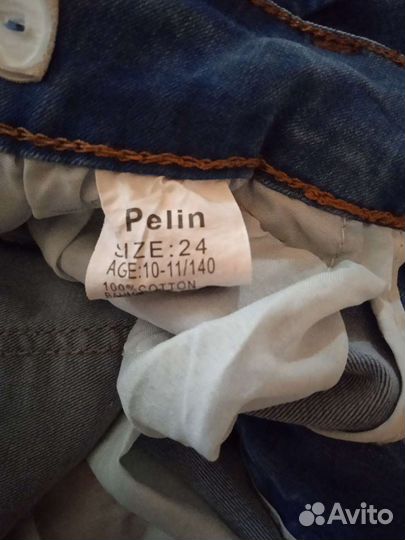 Pelin
SIZE:24
AGE:10-11/140
100% COTTON
Avito